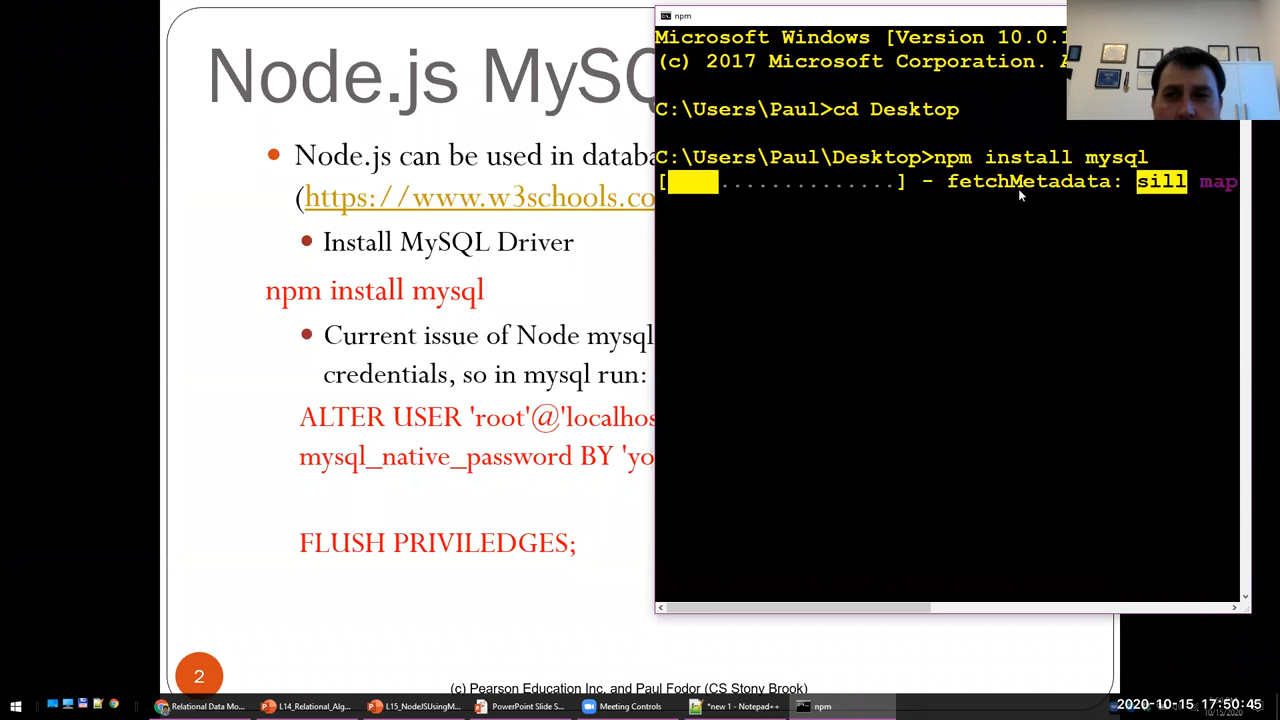 Node.js MySQ
Node.js can be used in databa
(https://www.w3schools.co
Install MySQL Driver
npm install mysql
Current issue of Node mysql
credentials, so in mysql run:
ALTER USER 'root'@'localhos
mysql_native_password BY 'yo
FLUSH PRIVILEDGES;
2
(c) Pearson Education Inc. and Paul Fodor (CS Stony Brook)
npm
Microsoft Windows [Version 10.0.1
(c) 2017 Microsoft Corporation. A
C:\Users\Paul>cd Desktop
C:\Users\Paul\Desktop>npm install mysql
[ ..............] - fetchMetadata: sill map
Relational Data Mo...
L14_Relational_Alg...
L15_NodeJSUsingM...
PowerPoint Slide S...
Meeting Controls
*new 1 - Notepad++
npm
2020-10-15 17:50:45